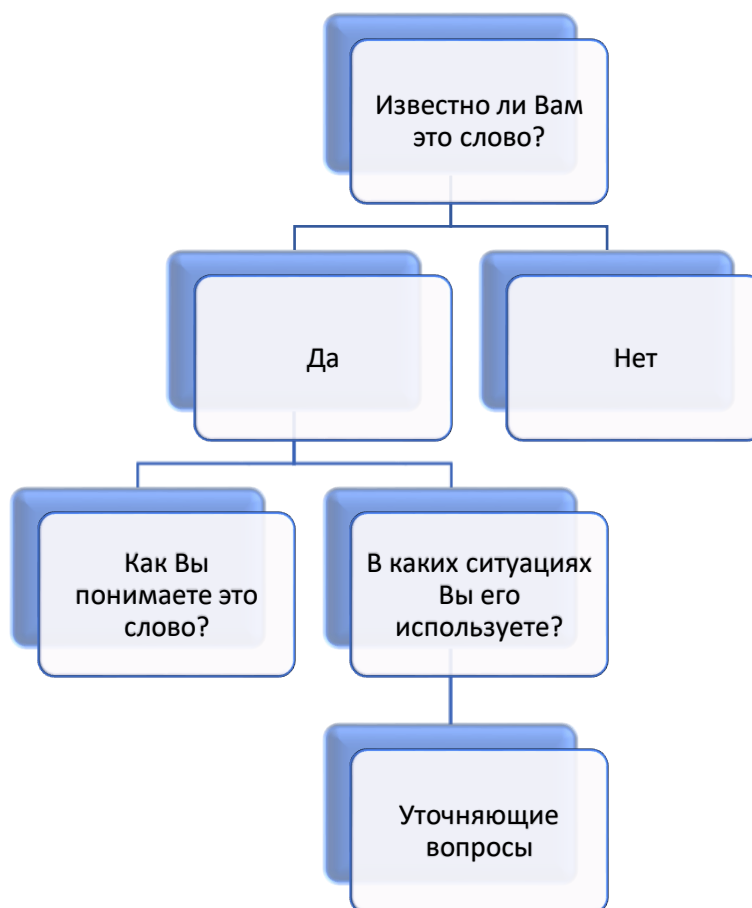 Известно ли Вам
это слово?
Да
Нет
Как Вы
понимаете это
слово?
В каких ситуациях
Вы его
используете?
Уточняющие
вопросы